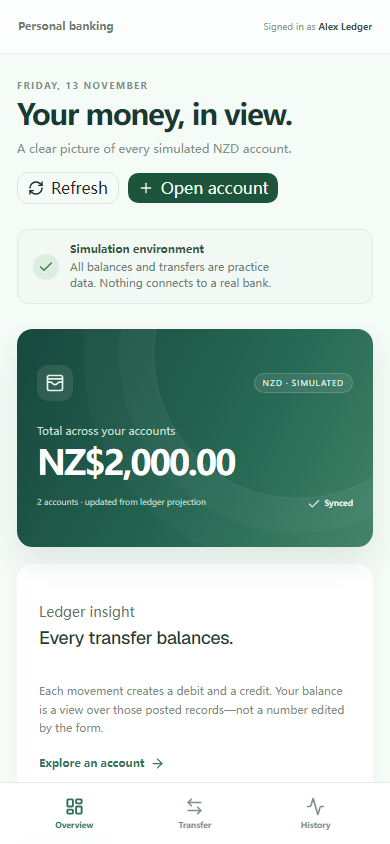 Personal banking
Signed in as Alex Ledger
FRIDAY, 13 NOVEMBER
Your money, in view.
A clear picture of every simulated NZD account.
Refresh
Open account
Simulation environment
All balances and transfers are practice
data. Nothing connects to a real bank.
NZD · SIMULATED
Total across your accounts
NZ$2,000.00
2 accounts · updated from ledger projection
Synced
Ledger insight
Every transfer balances.
Each movement creates a debit and a credit. Your balance
is a view over those posted records—not a number edited
by the form.
Explore an account
Overview
Transfer
History